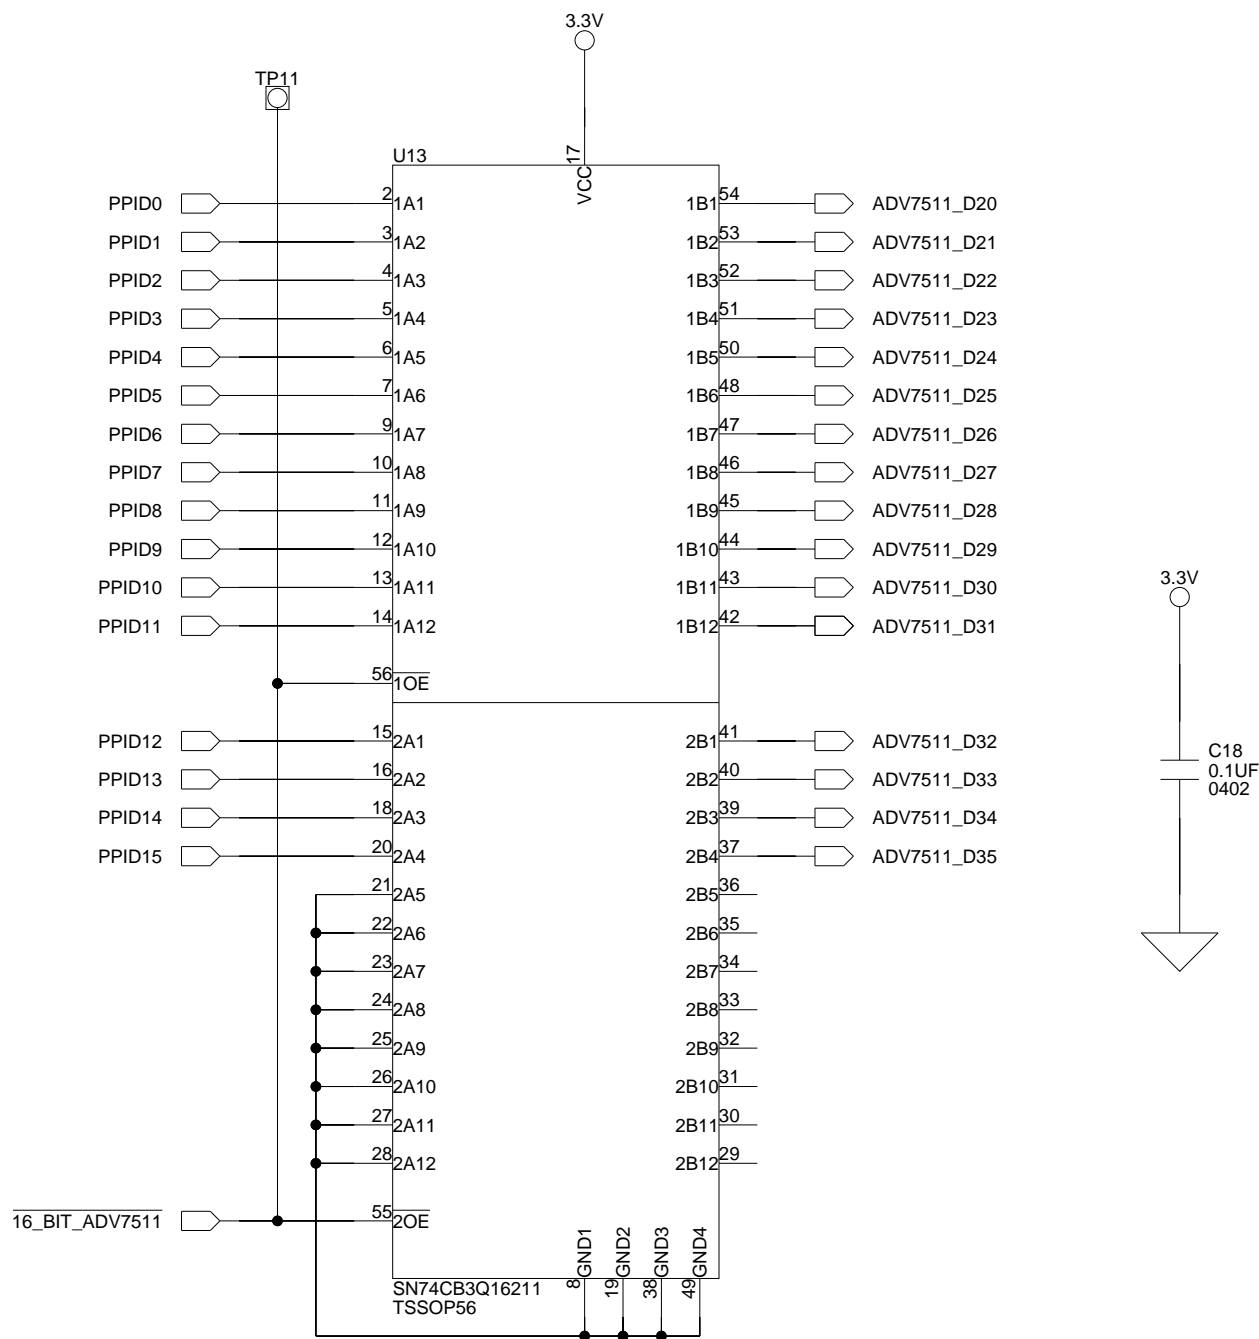 3.3V
TP11
U13
17
VCC
PPID0 2 1A1 1B1 54 ADV7511_D20
PPID1 3 1A2 1B2 53 ADV7511_D21
PPID2 4 1A3 1B3 52 ADV7511_D22
PPID3 5 1A4 1B4 51 ADV7511_D23
PPID4 6 1A5 1B5 50 ADV7511_D24
PPID5 7 1A6 1B6 48 ADV7511_D25
PPID6 9 1A7 1B7 47 ADV7511_D26
PPID7 10 1A8 1B8 46 ADV7511_D27
PPID8 11 1A9 1B9 45 ADV7511_D28
PPID9 12 1A10 1B10 44 ADV7511_D29
PPID10 13 1A11 1B11 43 ADV7511_D30
PPID11 14 1A12 1B12 42 ADV7511_D31
56 1OE
PPID12 15 2A1 2B1 41 ADV7511_D32
PPID13 16 2A2 2B2 40 ADV7511_D33
PPID14 18 2A3 2B3 39 ADV7511_D34
PPID15 20 2A4 2B4 37 ADV7511_D35
21 2A5 2B5 36
22 2A6 2B6 35
23 2A7 2B7 34
24 2A8 2B8 33
25 2A9 2B9 32
26 2A10 2B10 31
27 2A11 2B11 30
28 2A12 2B12 29
16_BIT_ADV7511 55 2OE
8 GND1
19 GND2
38 GND3
49 GND4
SN74CB3Q16211
TSSOP56
3.3V
C18
0.1UF
0402